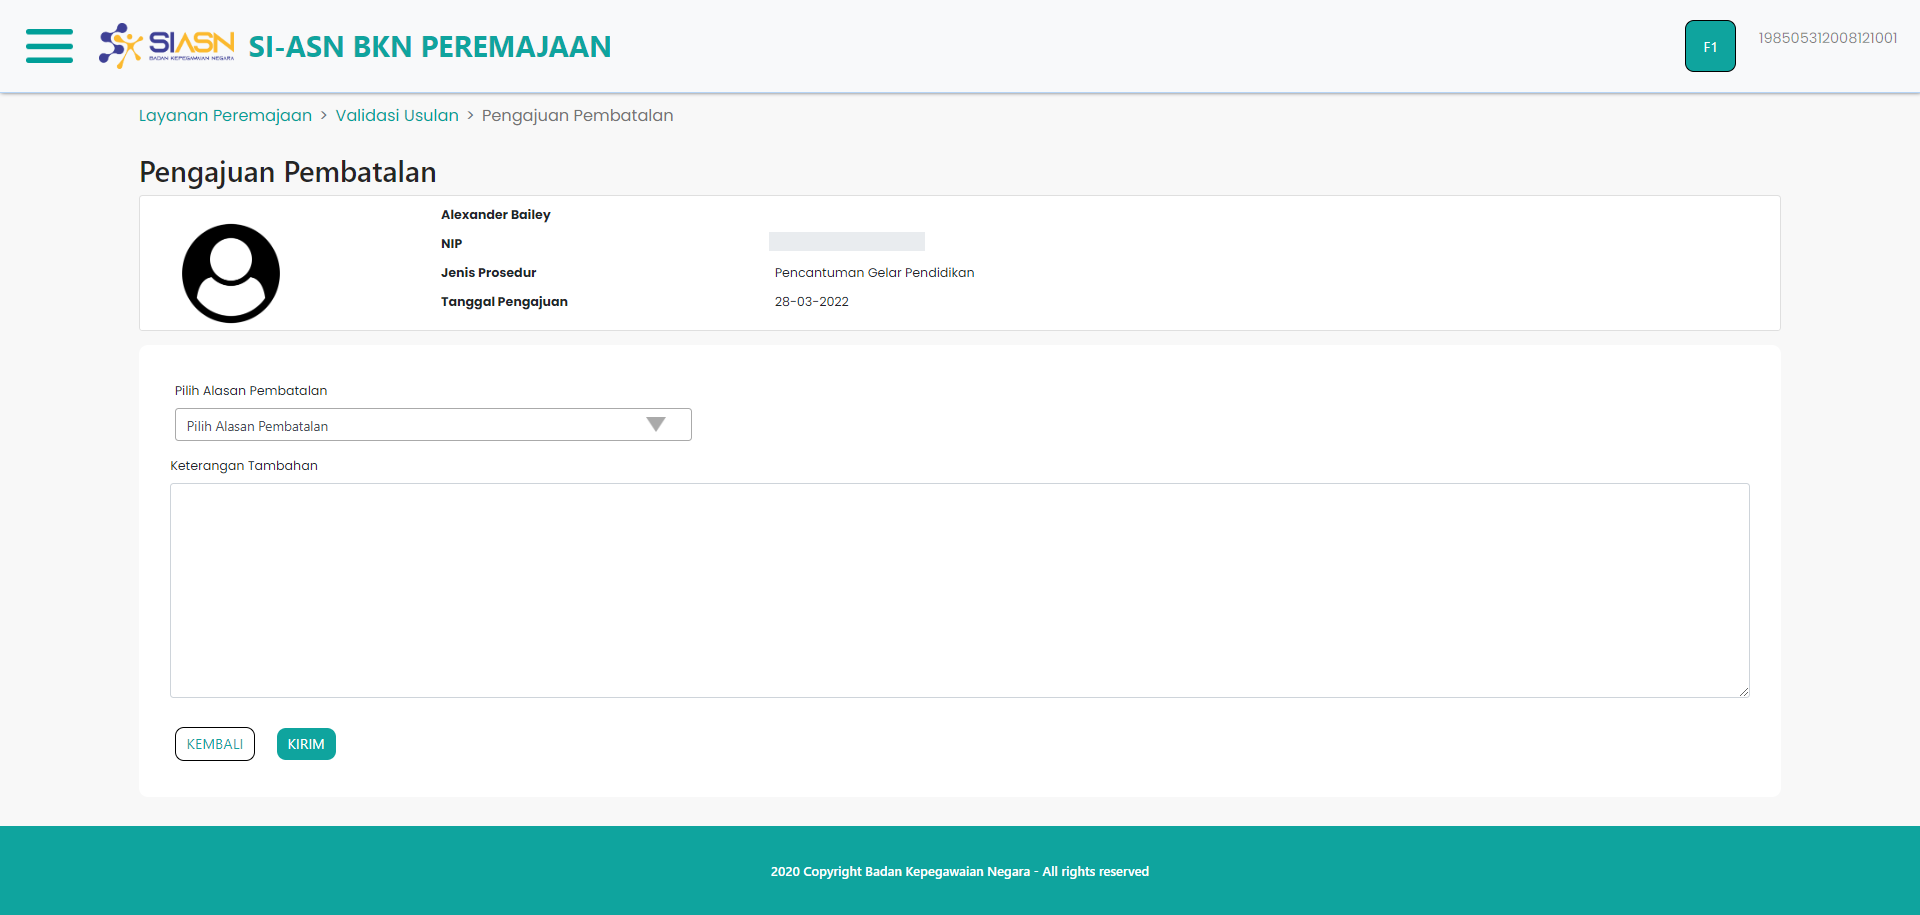 SIASN
BADAN KEPEGAWAIAN NEGARA
SI-ASN BKN PEREMAJAAN
F1
198505312008121001
Layanan Peremajaan > Validasi Usulan > Pengajuan Pembatalan
Pengajuan Pembatalan
Alexander Bailey
NIP
Jenis Prosedur Pencantuman Gelar Pendidikan
Tanggal Pengajuan 28-03-2022
Pilih Alasan Pembatalan
Pilih Alasan Pembatalan
Keterangan Tambahan
KEMBALI KIRIM
2020 Copyright Badan Kepegawaian Negara - All rights reserved